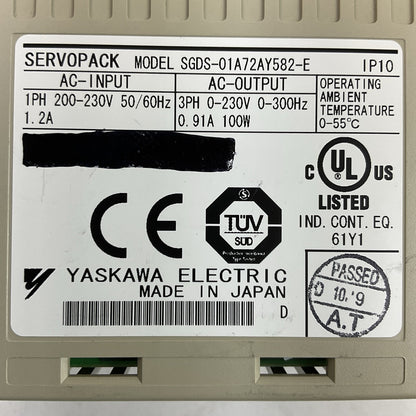 SERVOPACK MODEL SGDS-01A72AY582-E IP10
AC-INPUT AC-OUTPUT OPERATING AMBIENT TEMPERATURE 0-55°C
1PH 200-230V 50/60Hz 3PH 0-230V 0-300Hz
1.2A 0.91A 100W
C UL US
LISTED
IND. CONT. EQ.
61Y1
CE
S
TÜV
SÜD
YASKAWA ELECTRIC
MADE IN JAPAN
D
PASSED
10.'9
A.T